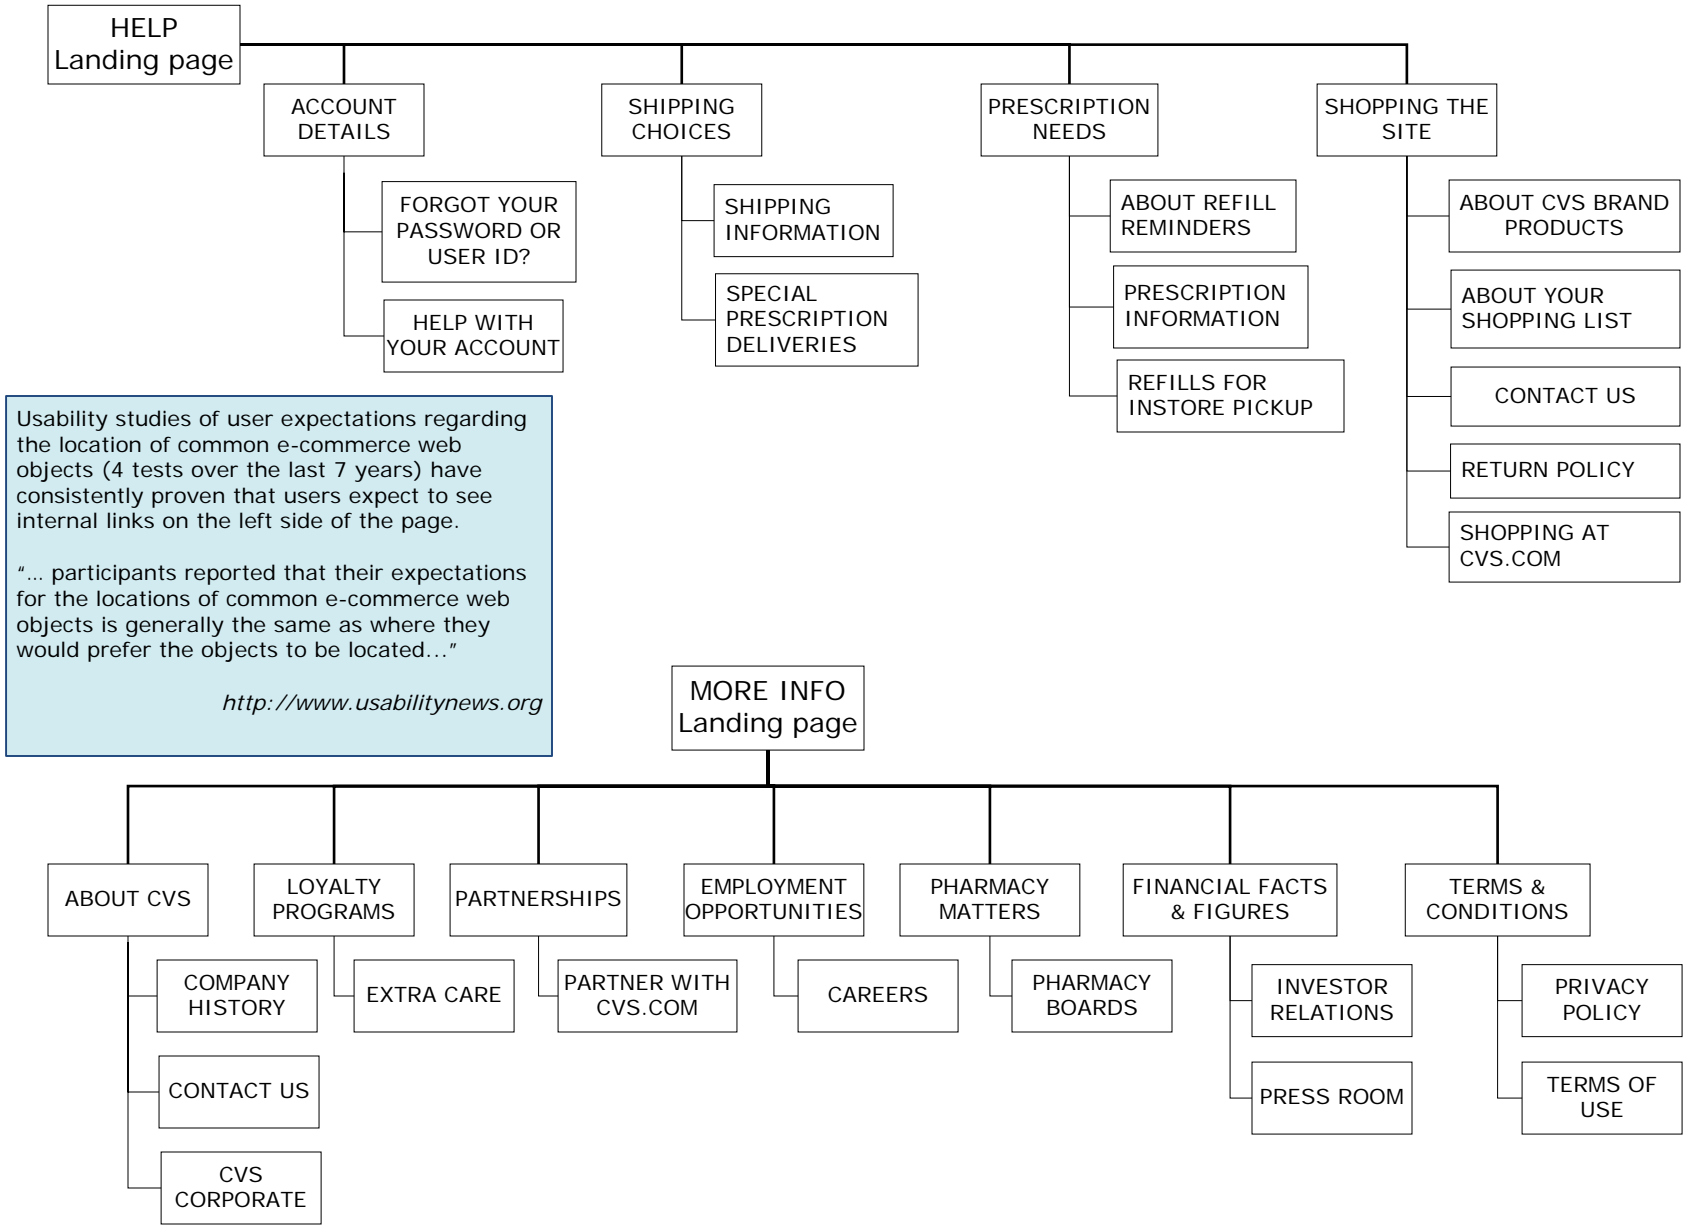 HELP
Landing page
ACCOUNT
DETAILS
SHIPPING
CHOICES
PRESCRIPTION
NEEDS
SHOPPING THE
SITE
FORGOT YOUR
PASSWORD OR
USER ID?
HELP WITH
YOUR ACCOUNT
SHIPPING
INFORMATION
SPECIAL
PRESCRIPTION
DELIVERIES
ABOUT REFILL
REMINDERS
PRESCRIPTION
INFORMATION
REFILLS FOR
INSTORE PICKUP
ABOUT CVS BRAND
PRODUCTS
ABOUT YOUR
SHOPPING LIST
CONTACT US
RETURN POLICY
SHOPPING AT
CVS.COM
Usability studies of user expectations regarding
the location of common e-commerce web
objects (4 tests over the last 7 years) have
consistently proven that users expect to see
internal links on the left side of the page.
"... participants reported that their expectations
for the locations of common e-commerce web
objects is generally the same as where they
would prefer the objects to be located..."
http://www.usabilitynews.org
MORE INFO
Landing page
ABOUT CVS
LOYALTY
PROGRAMS
PARTNERSHIPS
EMPLOYMENT
OPPORTUNITIES
PHARMACY
MATTERS
FINANCIAL FACTS
& FIGURES
TERMS &
CONDITIONS
COMPANY
HISTORY
CONTACT US
CVS
CORPORATE
EXTRA CARE
PARTNER WITH
CVS.COM
CAREERS
PHARMACY
BOARDS
INVESTOR
RELATIONS
PRESS ROOM
PRIVACY
POLICY
TERMS OF
USE